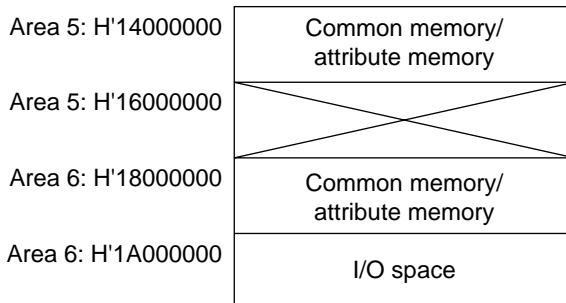 Area 5: H'14000000
Common memory/
attribute memory
Area 5: H'16000000
Area 6: H'18000000
Common memory/
attribute memory
Area 6: H'1A000000
I/O space